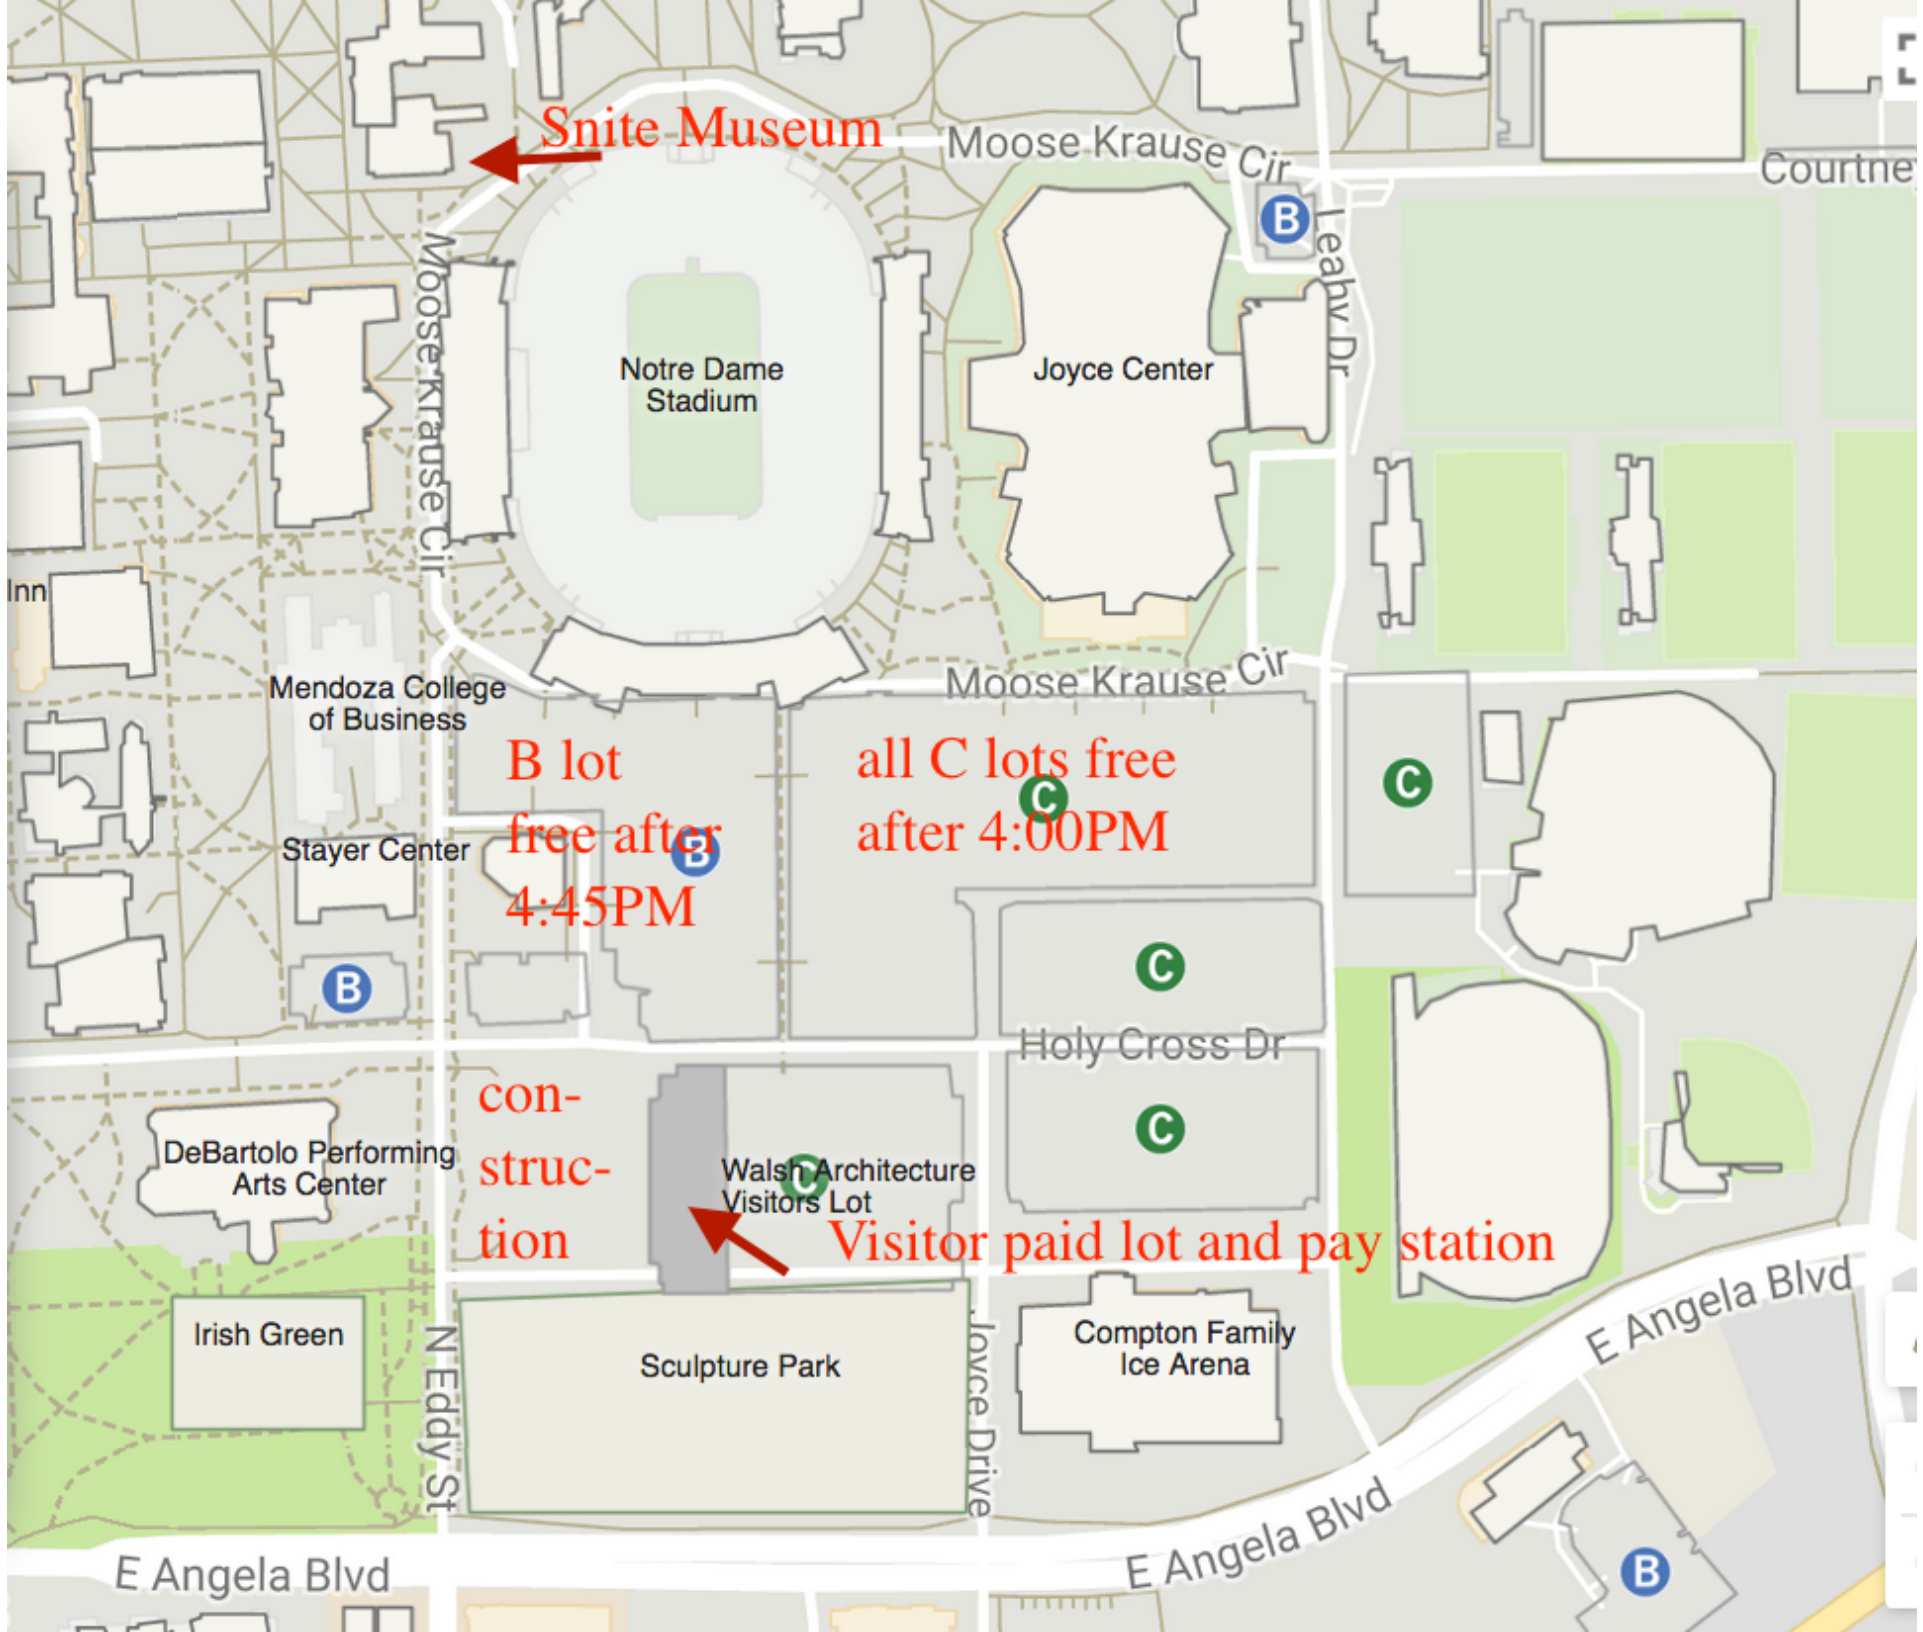 Snite Museum
Moose Krause Cir
Courtney
B
Leahy Dr
Moose Krause Cir
Notre Dame
Stadium
Joyce Center
Inn
Moose Krause Cir
Mendoza College
of Business
B lot
free after
4:45PM
B
all C lots free
after 4:00PM
C
C
Stayer Center
B
C
Holy Cross Dr
con-
struc-
tion
C
DeBartolo Performing
Arts Center
Walsh Architecture
Visitors Lot
C
Visitor paid lot and pay station
E Angela Blvd
Irish Green
N Eddy St
Sculpture Park
Joyce Drive
Compton Family
Ice Arena
E Angela Blvd
E Angela Blvd
B